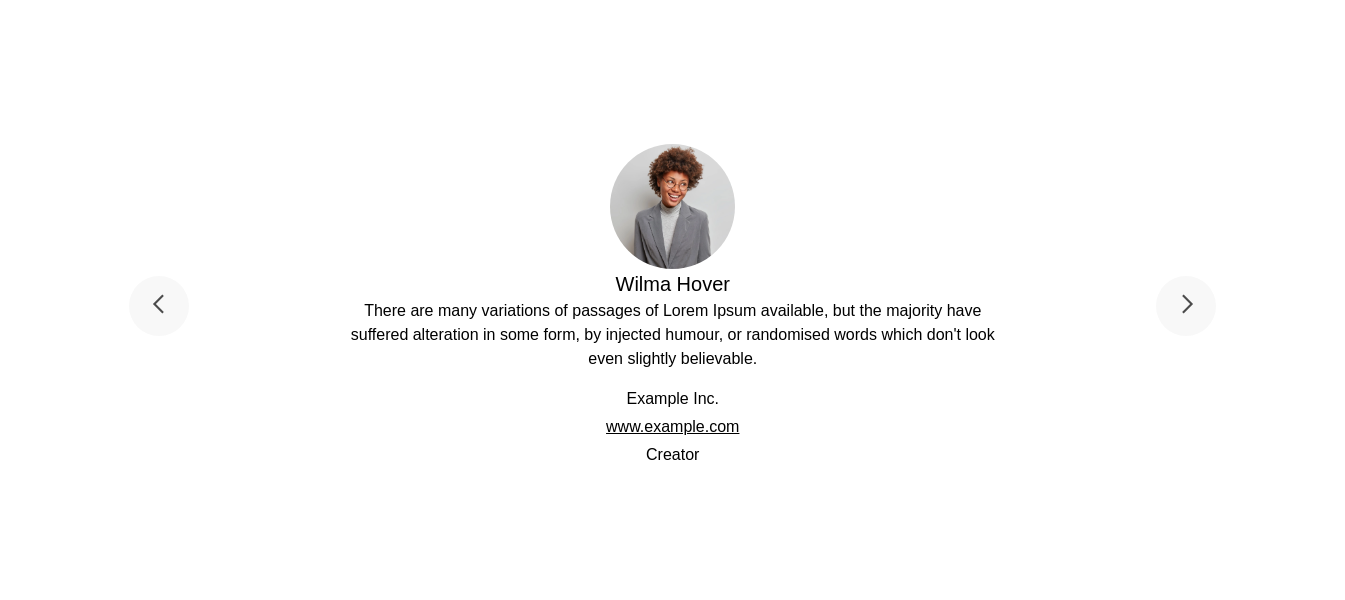 Wilma Hover
There are many variations of passages of Lorem Ipsum available, but the majority have
suffered alteration in some form, by injected humour, or randomised words which don't look
even slightly believable.
Example Inc.
www.example.com
Creator